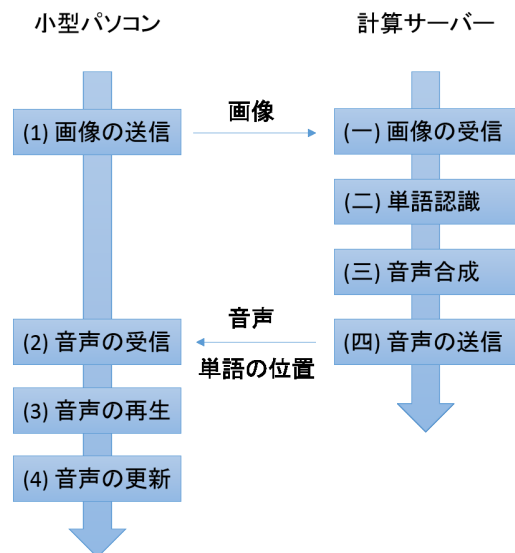 小型パソコン
計算サーバー
(1) 画像の送信
画像
(一) 画像の受信
(二) 単語認識
(三) 音声合成
(2) 音声の受信
音声
単語の位置
(四) 音声の送信
(3) 音声の再生
(4) 音声の更新